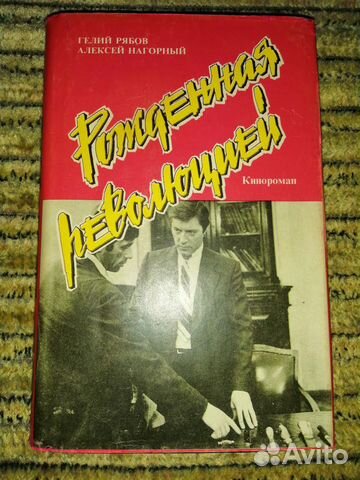 ГЕЛИЙ РЯБОВ
АЛЕКСЕЙ НАГОРНЫЙ
Рожденная
революцией
Кинороман
Avito